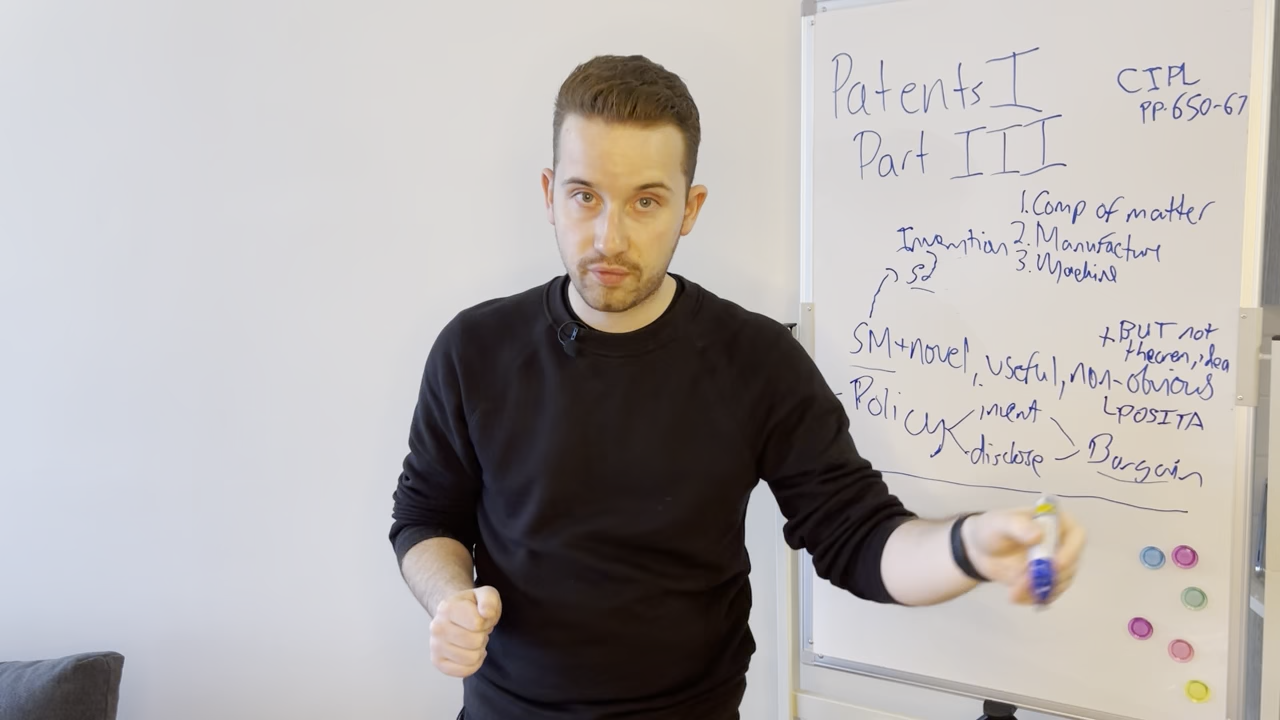 Patents I
CIPL
PP. 650-67
Part III
1. Comp of matter
Invention 2. Manufacture
3. Machine
+ BUT not
theorem, idea
SM + novel, useful, non-obvious
POSITA
Policy
invent
disclose
Bargain